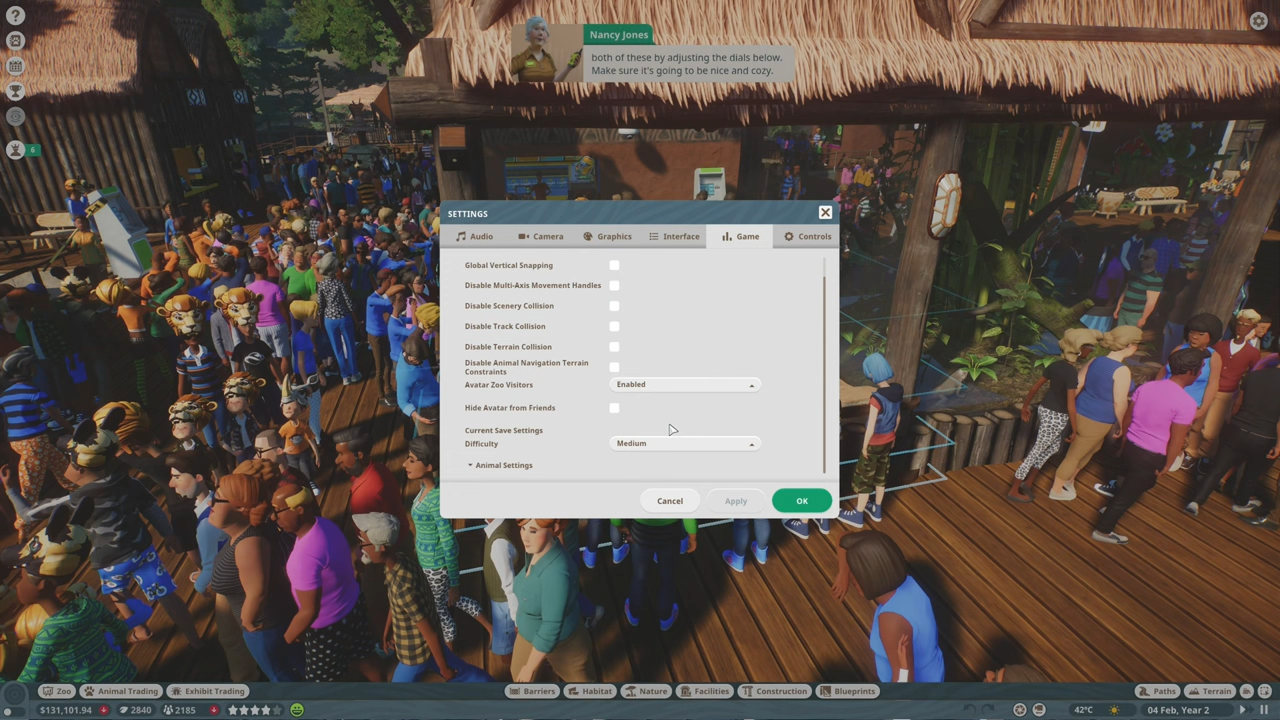 Nancy Jones
both of these by adjusting the dials below.
Make sure it's going to be nice and cozy.
6
SETTINGS
Audio
Camera
Graphics
Interface
Game
Controls
Global Vertical Snapping
Disable Multi-Axis Movement Handles
Disable Scenery Collision
Disable Track Collision
Disable Terrain Collision
Disable Animal Navigation Terrain
Constraints
Avatar Zoo Visitors
Enabled
Hide Avatar from Friends
Current Save Settings
Difficulty
Medium
Animal Settings
Cancel
Apply
OK
Zoo
Animal Trading
Exhibit Trading
Barriers
Habitat
Nature
Facilities
Construction
Blueprints
Paths
Terrain
$131,101.94
2840
2185
42°C
04 Feb, Year 2